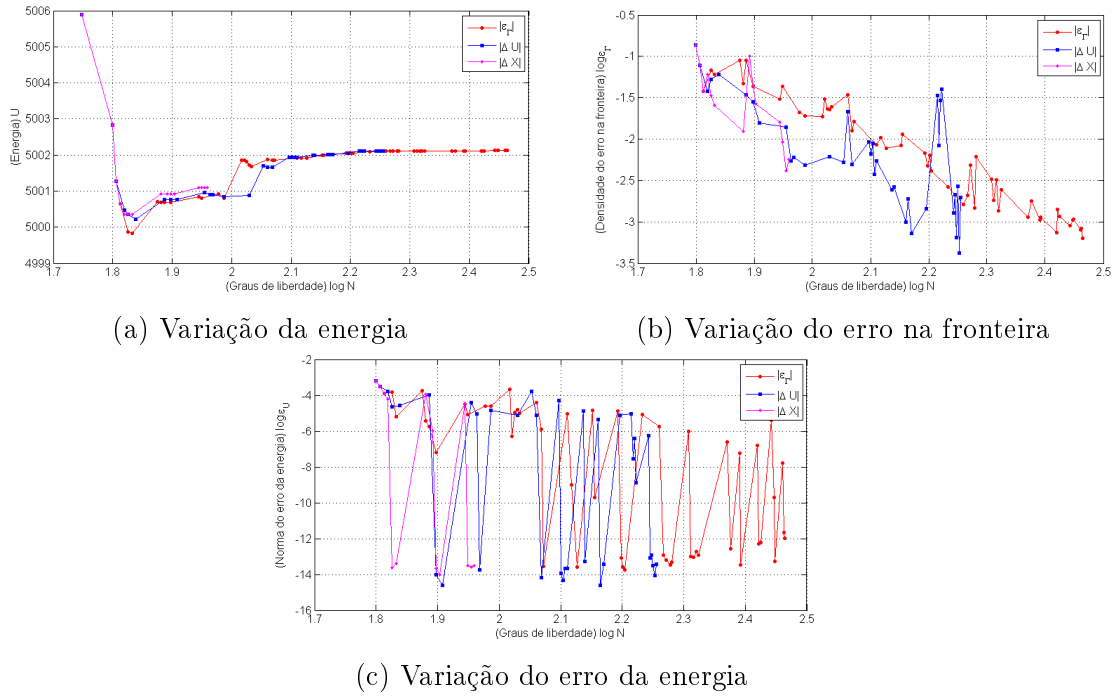 5006
5005
5004
5003
5002
5001
5000
4999
(Energia) U
1.7 1.8 1.9 2 2.1 2.2 2.3 2.4 2.5
(Graus de liberdade) log N
|ε_Γ|
|Δ U|
|Δ X|
(a) Variação da energia
-0.5
-1
-1.5
-2
-2.5
-3
-3.5
(Densidade do erro na fronteira) logε_Γ
1.7 1.8 1.9 2 2.1 2.2 2.3 2.4 2.5
(Graus de liberdade) log N
|ε_Γ|
|Δ U|
|Δ X|
(b) Variação do erro na fronteira
-2
-4
-6
-8
-10
-12
-14
-16
(Norma do erro da energia) logε_U
1.7 1.8 1.9 2 2.1 2.2 2.3 2.4 2.5
(Graus de liberdade) log N
|ε_Γ|
|Δ U|
|Δ X|
(c) Variação do erro da energia